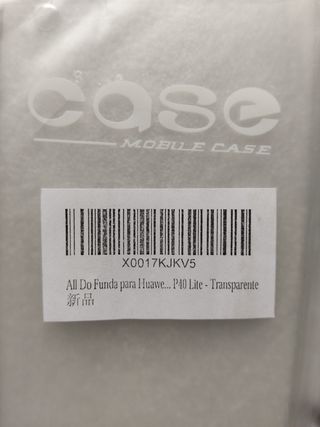 case
MOBILE CASE
X0017KJKV5
All Do Funda para Huawe... P40 Lite - Transparente
新品